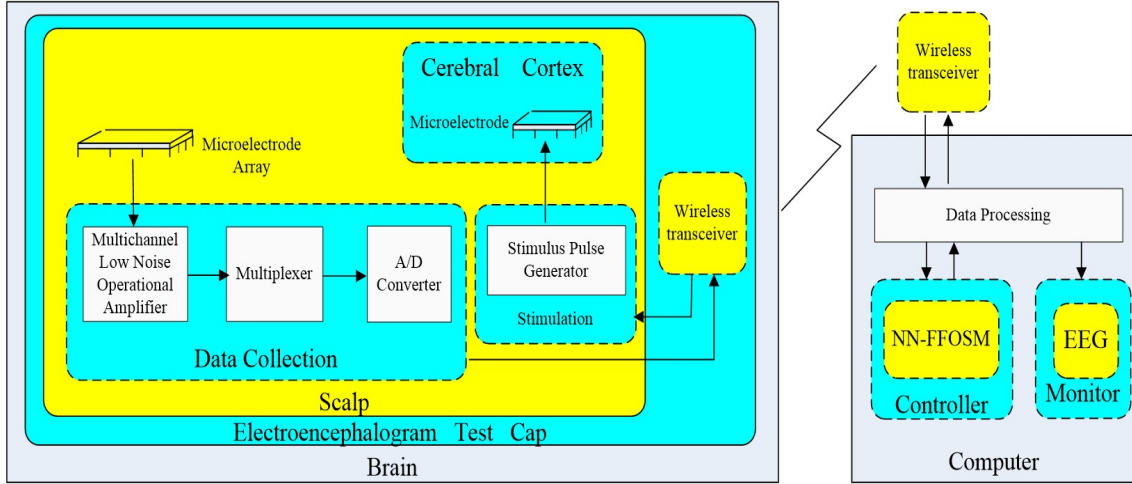 Cerebral Cortex
Microelectrode
Microelectrode
Array
Multichannel
Low Noise
Operational
Amplifier
Multiplexer
A/D
Converter
Data Collection
Stimulus Pulse
Generator
Stimulation
Wireless
transceiver
Scalp
Electroencephalogram Test Cap
Brain
Wireless
transceiver
Data Processing
NN-FFOSM
Controller
EEG
Monitor
Computer